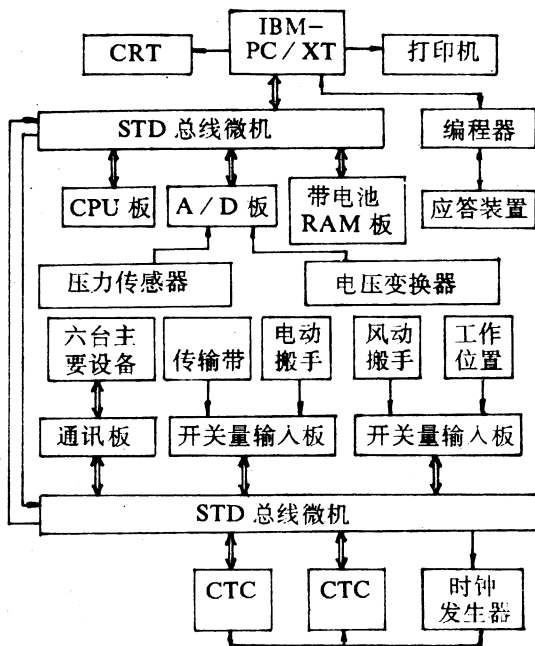 IBM-
PC/XT
CRT
打印机
STD 总线微机
编程器
CPU 板
A/D 板
带电池
RAM 板
应答装置
压力传感器
电压变换器
六台主
要设备
传输带
电动
搬手
风动
搬手
工作
位置
通讯板
开关量输入板
开关量输入板
STD 总线微机
CTC
CTC
时钟
发生器